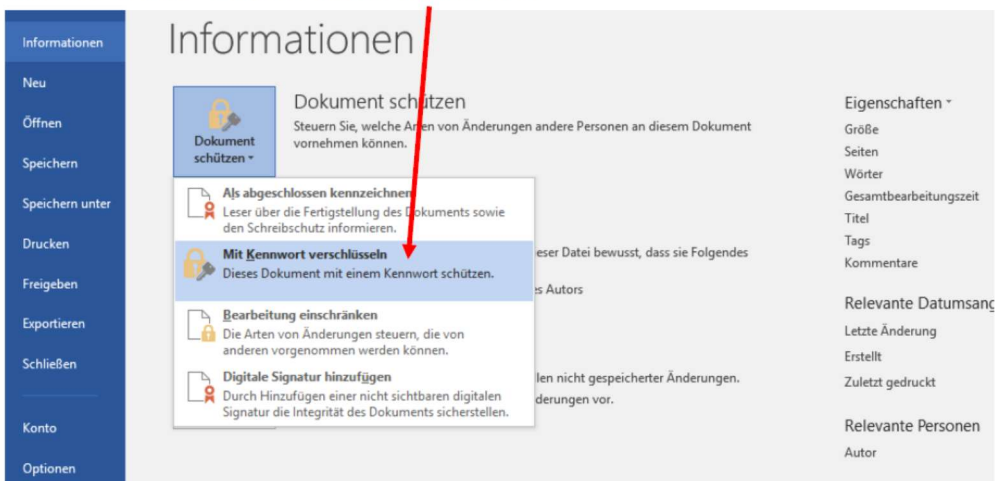 Informationen
Neu
Öffnen
Speichern
Speichern unter
Drucken
Freigeben
Exportieren
Schließen
Konto
Optionen
Informationen
Dokument schützen
Dokument schützen
Steuern Sie, welche Arten von Änderungen andere Personen an diesem Dokument
vornehmen können.
Als abgeschlossen kennzeichnen
Leser über die Fertigstellung des Dokuments sowie
den Schreibschutz informieren.
Mit Kennwort verschlüsseln
Dieses Dokument mit einem Kennwort schützen.
eser Datei bewusst, dass sie Folgendes
s Autors
Bearbeitung einschränken
Die Arten von Änderungen steuern, die von
anderen vorgenommen werden können.
Digitale Signatur hinzufügen
Durch Hinzufügen einer nicht sichtbaren digitalen
Signatur die Integrität des Dokuments sicherstellen.
len nicht gespeicherter Änderungen.
derungen vor.
Eigenschaften
Größe
Seiten
Wörter
Gesamtbearbeitungszeit
Titel
Tags
Kommentare
Relevante Datumsang
Letzte Änderung
Erstellt
Zuletzt gedruckt
Relevante Personen
Autor